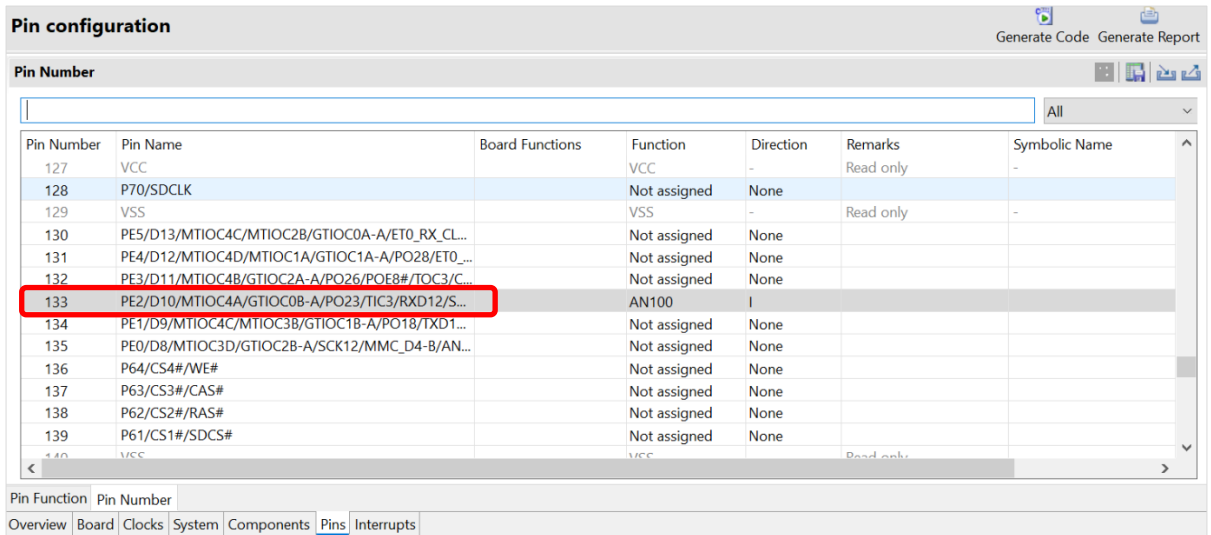 Pin configuration
Generate Code Generate Report
Pin Number
All
Pin Number Pin Name Board Functions Function Direction Remarks Symbolic Name
127 VCC VCC - Read only -
128 P70/SDCLK Not assigned None
129 VSS VSS - Read only -
130 PE5/D13/MTIOC4C/MTIOC2B/GTIOC0A-A/ET0_RX_CL... Not assigned None
131 PE4/D12/MTIOC4D/MTIOC1A/GTIOC1A-A/PO28/ET0_... Not assigned None
132 PE3/D11/MTIOC4B/GTIOC2A-A/PO26/POE8#/TOC3/C... Not assigned None
133 PE2/D10/MTIOC4A/GTIOC0B-A/PO23/TIC3/RXD12/S... AN100 I
134 PE1/D9/MTIOC4C/MTIOC3B/GTIOC1B-A/PO18/TXD1... Not assigned None
135 PE0/D8/MTIOC3D/GTIOC2B-A/SCK12/MMC_D4-B/AN... Not assigned None
136 P64/CS4#/WE# Not assigned None
137 P63/CS3#/CAS# Not assigned None
138 P62/CS2#/RAS# Not assigned None
139 P61/CS1#/SDCS# Not assigned None
140 VSS VSS Read only
Pin Function Pin Number
Overview Board Clocks System Components Pins Interrupts